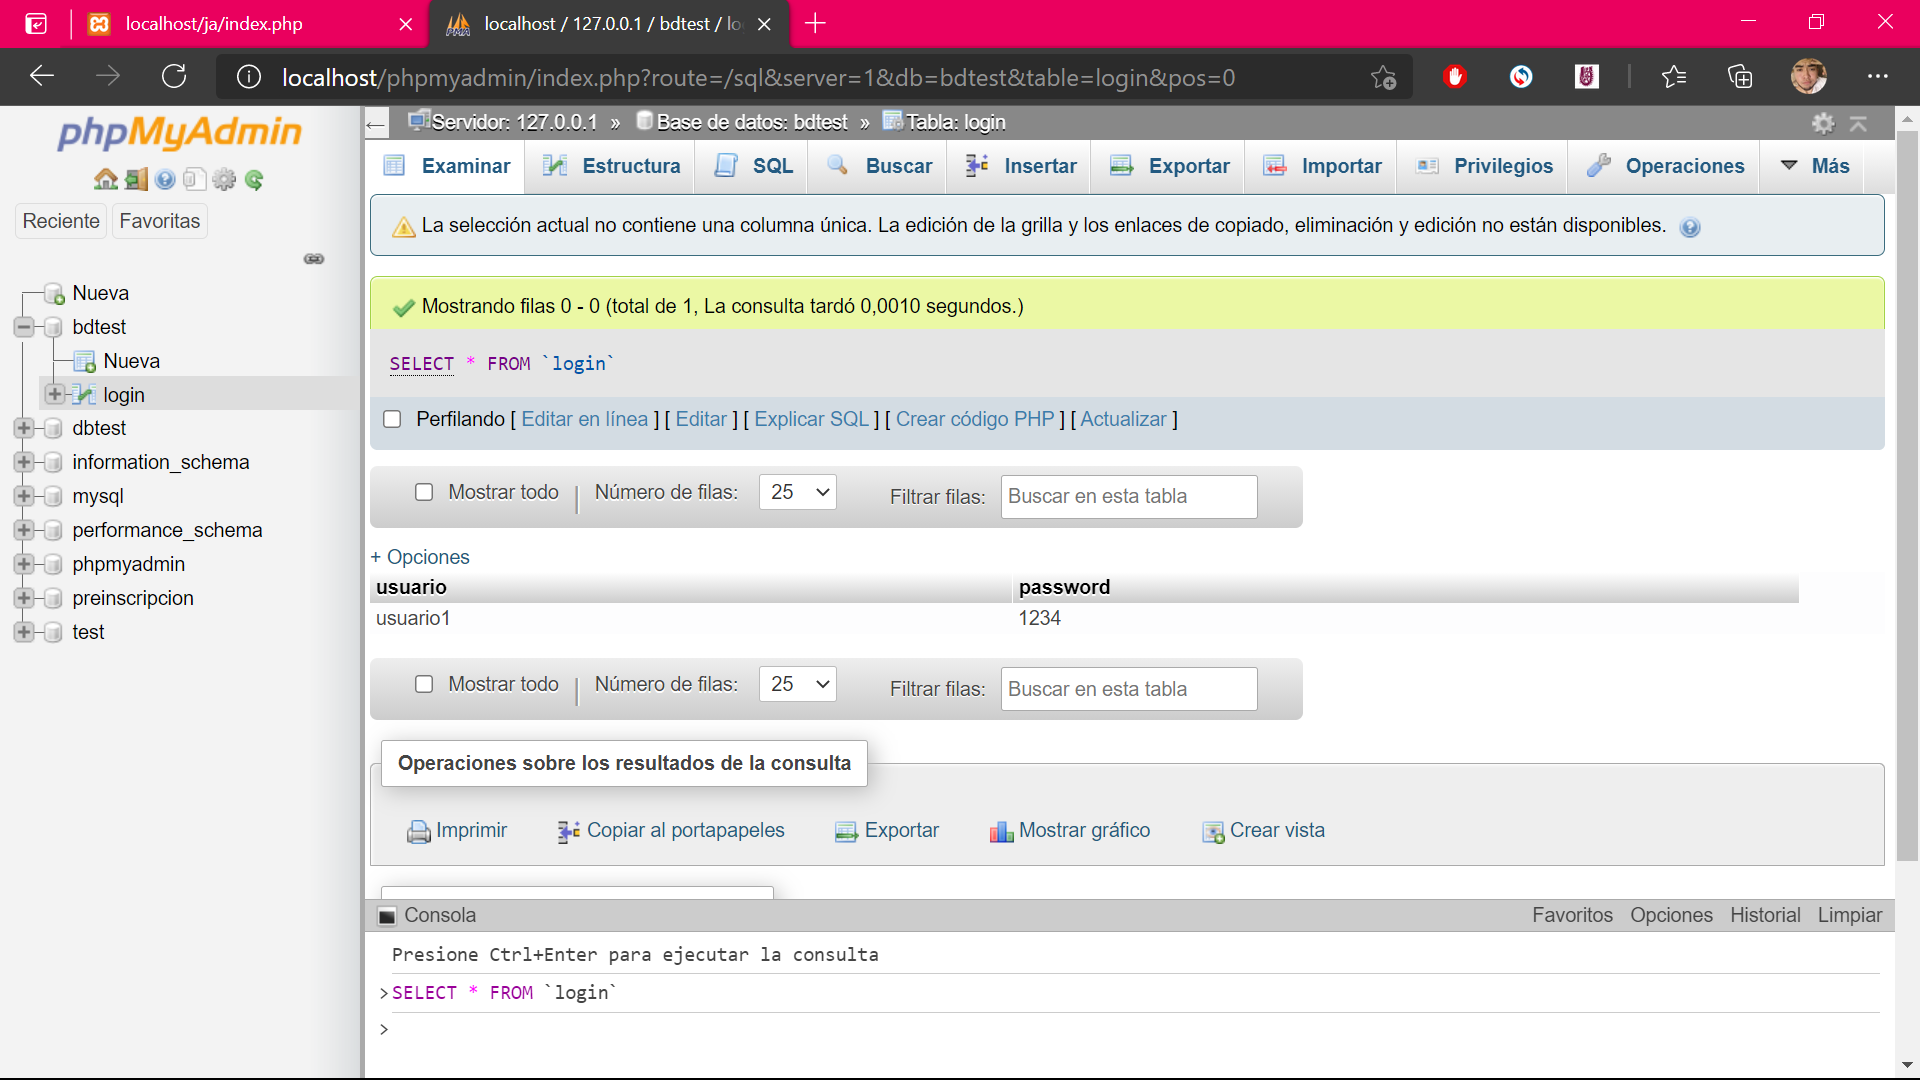 localhost/ja/index.php
localhost / 127.0.0.1 / bdtest / lo
localhost/phpmyadmin/index.php?route=/sql&server=1&db=bdtest&table=login&pos=0
phpMyAdmin
Reciente
Favoritas
Nueva
bdtest
Nueva
login
dbtest
information_schema
mysql
performance_schema
phpmyadmin
preinscripcion
test
Servidor: 127.0.0.1 » Base de datos: bdtest » Tabla: login
Examinar Estructura SQL Buscar Insertar Exportar Importar Privilegios Operaciones Más
La selección actual no contiene una columna única. La edición de la grilla y los enlaces de copiado, eliminación y edición no están disponibles.
Mostrando filas 0 - 0 (total de 1, La consulta tardó 0,0010 segundos.)
SELECT * FROM `login`
Perfilando [ Editar en línea ] [ Editar ] [ Explicar SQL ] [ Crear código PHP ] [ Actualizar ]
Mostrar todo | Número de filas: 25 Filtrar filas: Buscar en esta tabla
+ Opciones
usuario password
usuario1 1234
Mostrar todo | Número de filas: 25 Filtrar filas: Buscar en esta tabla
Operaciones sobre los resultados de la consulta
Imprimir Copiar al portapapeles Exportar Mostrar gráfico Crear vista
Consola Favoritos Opciones Historial Limpiar
Presione Ctrl+Enter para ejecutar la consulta
>SELECT * FROM `login`
>